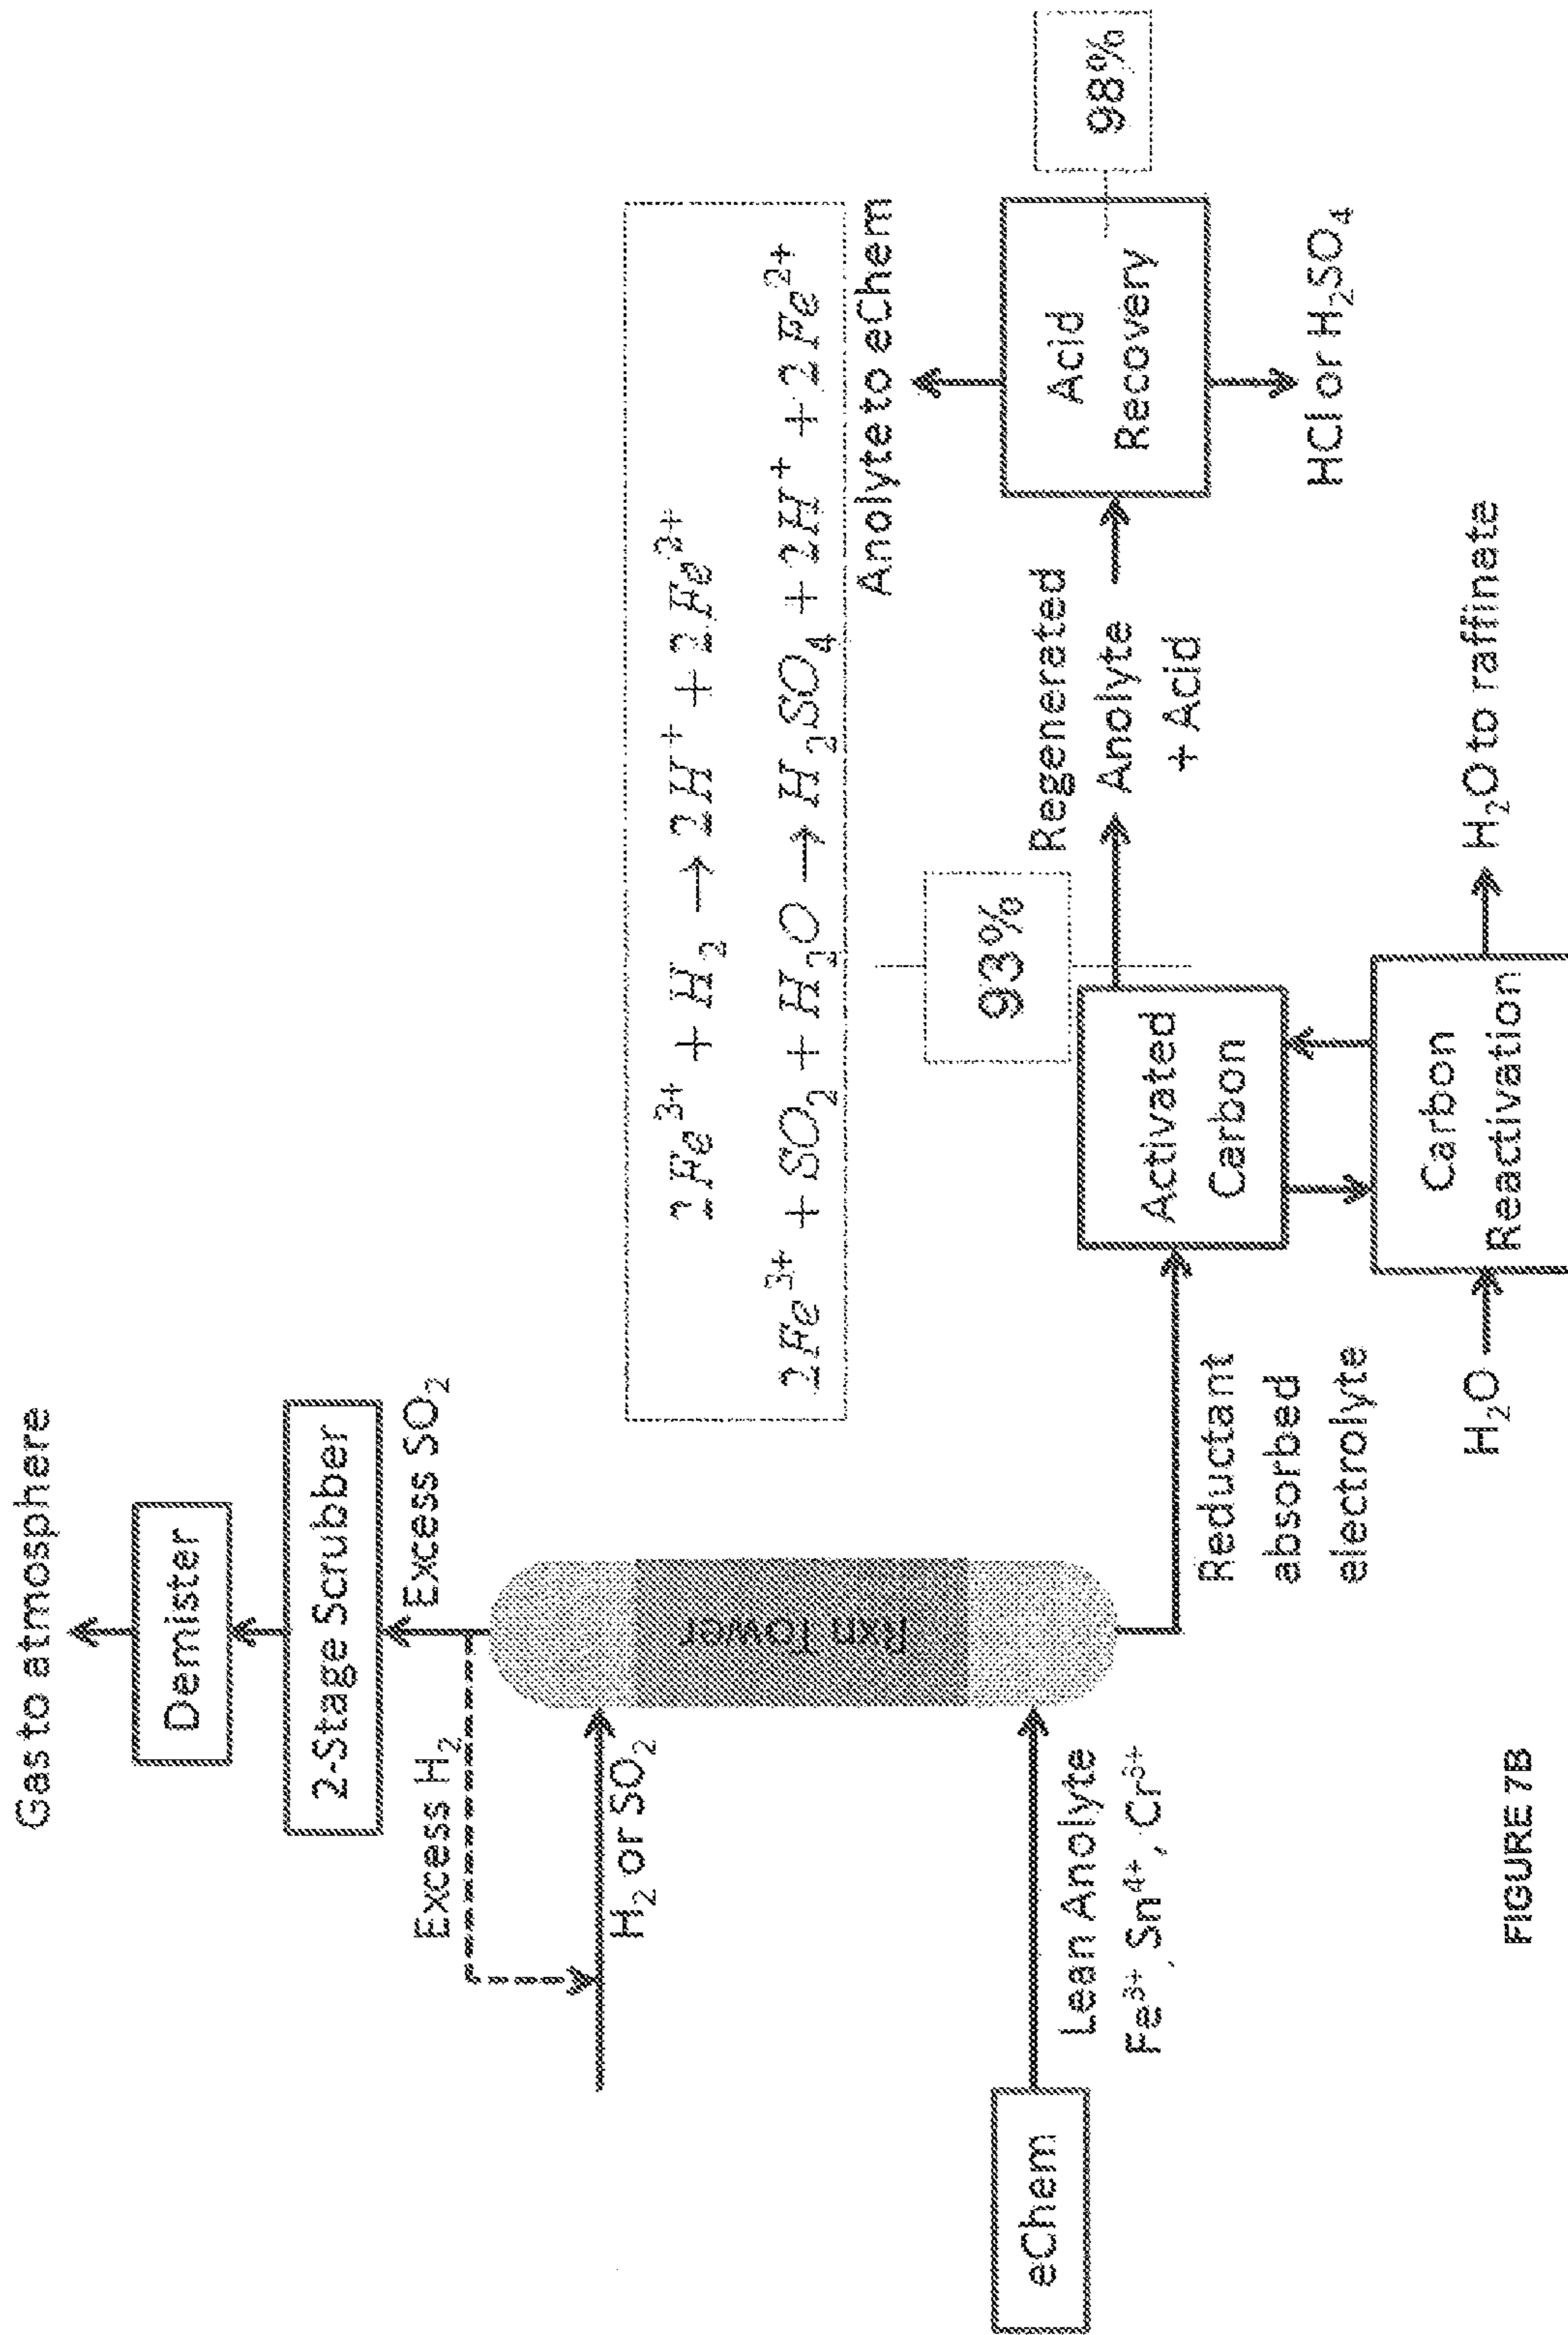 Gas to atmosphere
Demister
2-Stage Scrubber
Excess H₂
Excess SO₂
H₂ or SO₂
Rxn Tower
2Fe³⁺ + H₂ → 2H⁺ + 2Fe²⁺
2Fe³⁺ + SO₂ + H₂O → H₂SO₄ + 2H⁺ + 2Fe²⁺
Anolyte to eChem
eChem
Lean Anolyte
Fe³⁺, Sn⁴⁺, Cr³⁺
Reductant
absorbed
electrolyte
93%
Activated
Carbon
Regenerated
Anolyte
+ Acid
Acid
Recovery
98%
HCl or H₂SO₄
H₂O
Carbon
Reactivation
H₂O to raffinate
FIGURE 7B